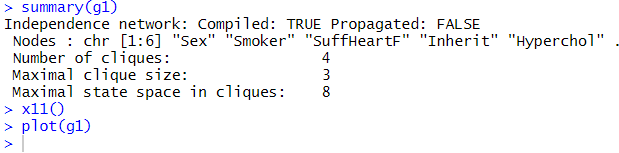 > summary(g1)
Independence network: Compiled: TRUE Propagated: FALSE
 Nodes : chr [1:6] "Sex" "Smoker" "SuffHeartF" "Inherit" "Hyperchol" .
 Number of cliques:                 4
 Maximal clique size:               3
 Maximal state space in cliques:    8
> x11()
> plot(g1)
>